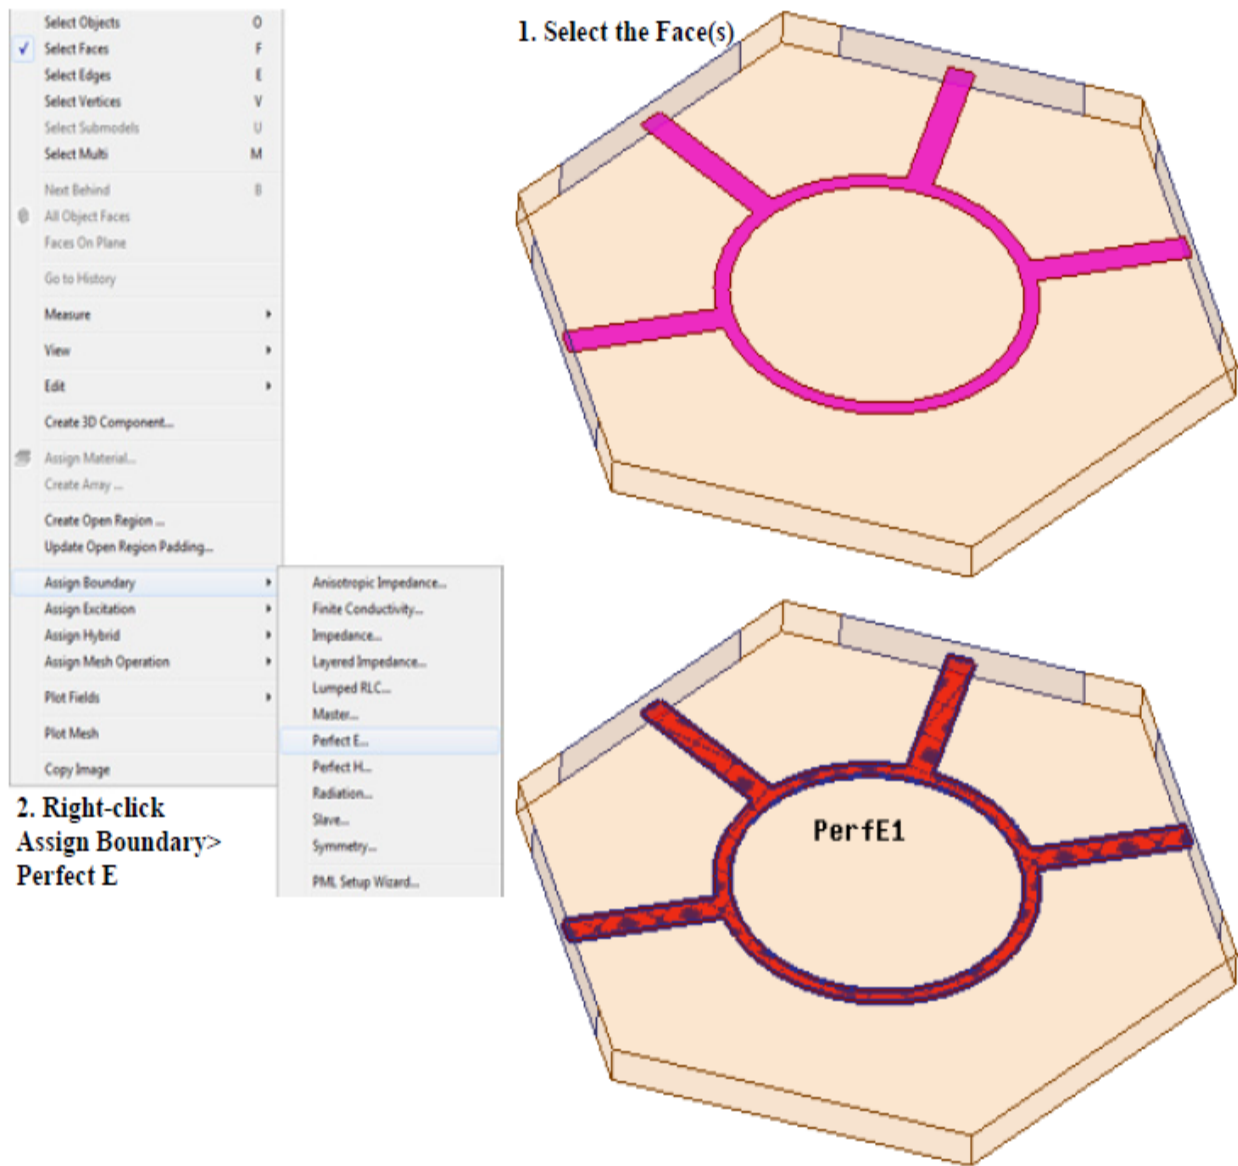 Select Objects O
Select Faces F
Select Edges E
Select Vertices V
Select Submodels U
Select Multi M
Next Behind B
All Object Faces
Faces On Plane
Go to History
Measure
View
Edit
Create 3D Component...
Assign Material...
Create Array ...
Create Open Region ...
Update Open Region Padding...
Assign Boundary
Assign Excitation
Assign Hybrid
Assign Mesh Operation
Plot Fields
Plot Mesh
Copy Image
Anisotropic Impedance...
Finite Conductivity...
Impedance...
Layered Impedance...
Lumped RLC...
Master...
Perfect E...
Perfect H...
Radiation...
Slave...
Symmetry...
PML Setup Wizard...
1. Select the Face(s)
2. Right-click
Assign Boundary>
Perfect E
PerfE1